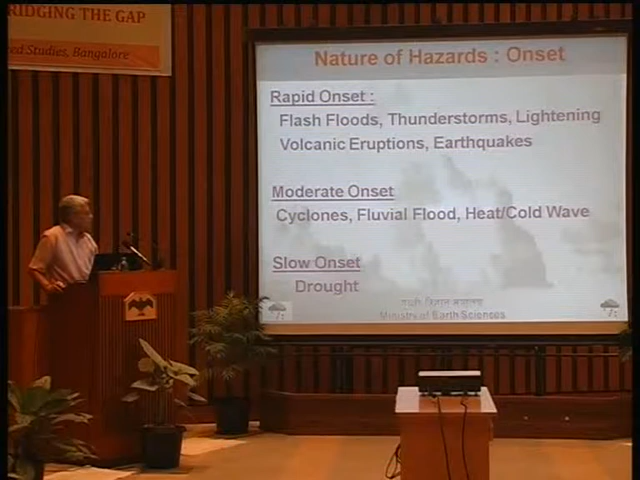 RIDGING THE GAP
ed Studies, Bangalore
Nature of Hazards : Onset
Rapid Onset :
Flash Floods, Thunderstorms, Lightening
Volcanic Eruptions, Earthquakes
Moderate Onset
Cyclones, Fluvial Flood, Heat/Cold Wave
Slow Onset
Drought
Ministry of Earth Sciences